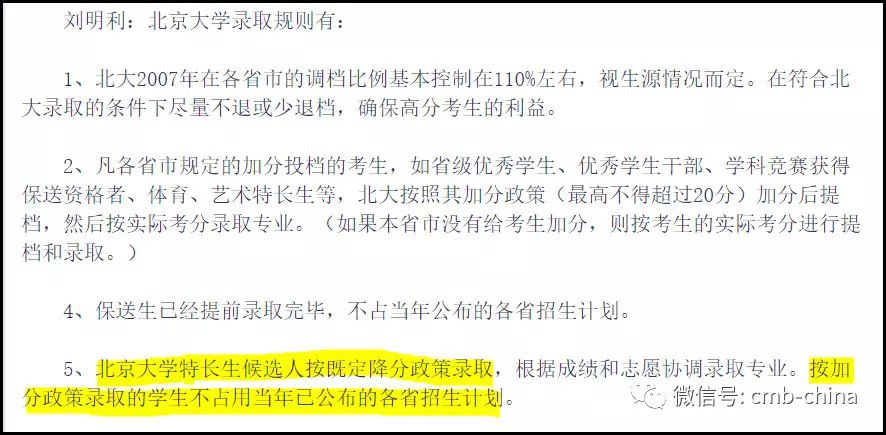 刘明利：北京大学录取规则有：
1、北大2007年在各省市的调档比例基本控制在110%左右，视生源情况而定。在符合北
大录取的条件下尽量不退或少退档，确保高分考生的利益。
2、凡各省市规定的加分投档的考生，如省级优秀学生、优秀学生干部、学科竞赛获得
保送资格者、体育、艺术特长生等，北大按照其加分政策（最高不得超过20分）加分后提
档，然后按实际考分录取专业。（如果本省市没有给考生加分，则按考生的实际考分进行提
档和录取。）
4、保送生已经提前录取完毕，不占当年公布的各省招生计划。
5、北京大学特长生候选人按既定降分政策录取，根据成绩和志愿协调录取专业。按加
分政策录取的学生不占用当年已公布的各省招生计划。
微信号: cmb-china